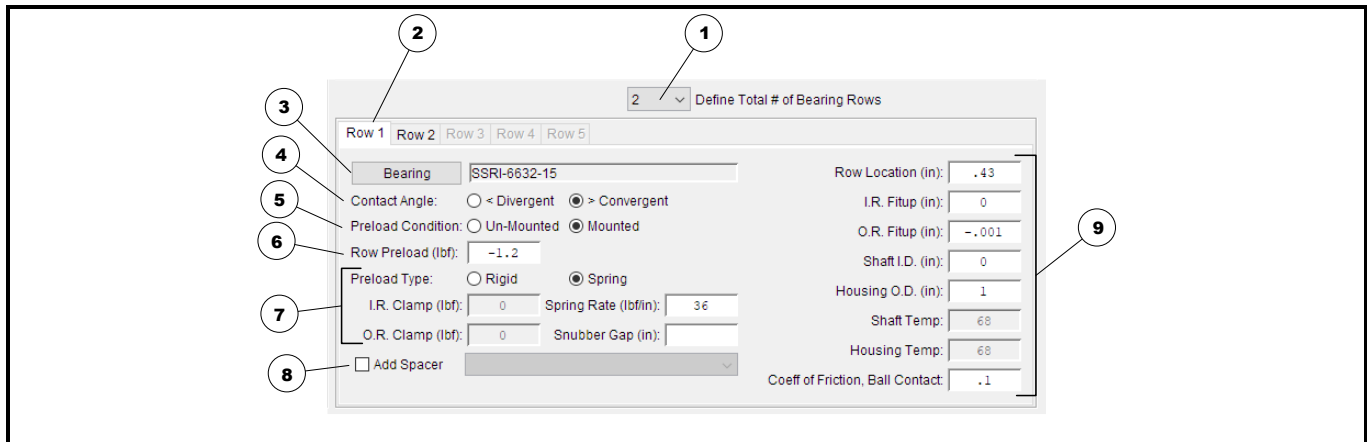 2
1
2 Define Total # of Bearing Rows
3
Row 1 Row 2 Row 3 Row 4 Row 5
4
Bearing SSRI-6632-15
Row Location (in): .43
5
Contact Angle: < Divergent > Convergent
I.R. Fitup (in): 0
Preload Condition: Un-Mounted Mounted
O.R. Fitup (in): -.001
9
6
Row Preload (lbf): -1.2
Shaft I.D. (in): 0
Preload Type: Rigid Spring
Housing O.D. (in): 1
7
I.R. Clamp (lbf): 0 Spring Rate (lbf/in): 36
Shaft Temp: 68
O.R. Clamp (lbf): 0 Snubber Gap (in):
Housing Temp: 68
8
Add Spacer
Coeff of Friction, Ball Contact: .1